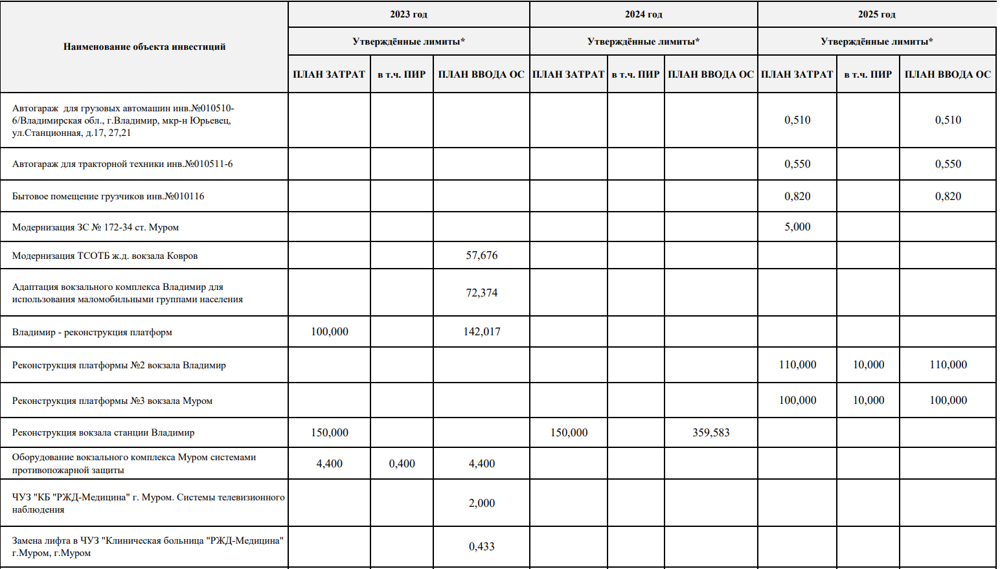 Наименование объекта инвестиций
2023 год
2024 год
2025 год
Утверждённые лимиты*
Утверждённые лимиты*
Утверждённые лимиты*
ПЛАН ЗАТРАТ
в т.ч. ПИР
ПЛАН ВВОДА ОС
ПЛАН ЗАТРАТ
в т.ч. ПИР
ПЛАН ВВОДА ОС
ПЛАН ЗАТРАТ
в т.ч. ПИР
ПЛАН ВВОДА ОС
Автогараж для грузовых автомашин инв.№010510-
6/Владимирская обл., г.Владимир, мкр-н Юрьевец,
ул.Станционная, д.17, 27,21
0,510
0,510
Автогараж для тракторной техники инв.№010511-6
0,550
0,550
Бытовое помещение грузчиков инв.№010116
0,820
0,820
Модернизация ЗС № 172-34 ст. Муром
5,000
Модернизация ТСОТБ ж.д. вокзала Ковров
57,676
Адаптация вокзального комплекса Владимир для
использования маломобильными группами населения
72,374
Владимир - реконструкция платформ
100,000
142,017
Реконструкция платформы №2 вокзала Владимир
110,000
10,000
110,000
Реконструкция платформы №3 вокзала Муром
100,000
10,000
100,000
Реконструкция вокзала станции Владимир
150,000
150,000
359,583
Оборудование вокзального комплекса Муром системами
противопожарной защиты
4,400
0,400
4,400
ЧУЗ "КБ "РЖД-Медицина" г. Муром. Системы телевизионного
наблюдения
2,000
Замена лифта в ЧУЗ "Клиническая больница "РЖД-Медицина"
г.Муром, г.Муром
0,433